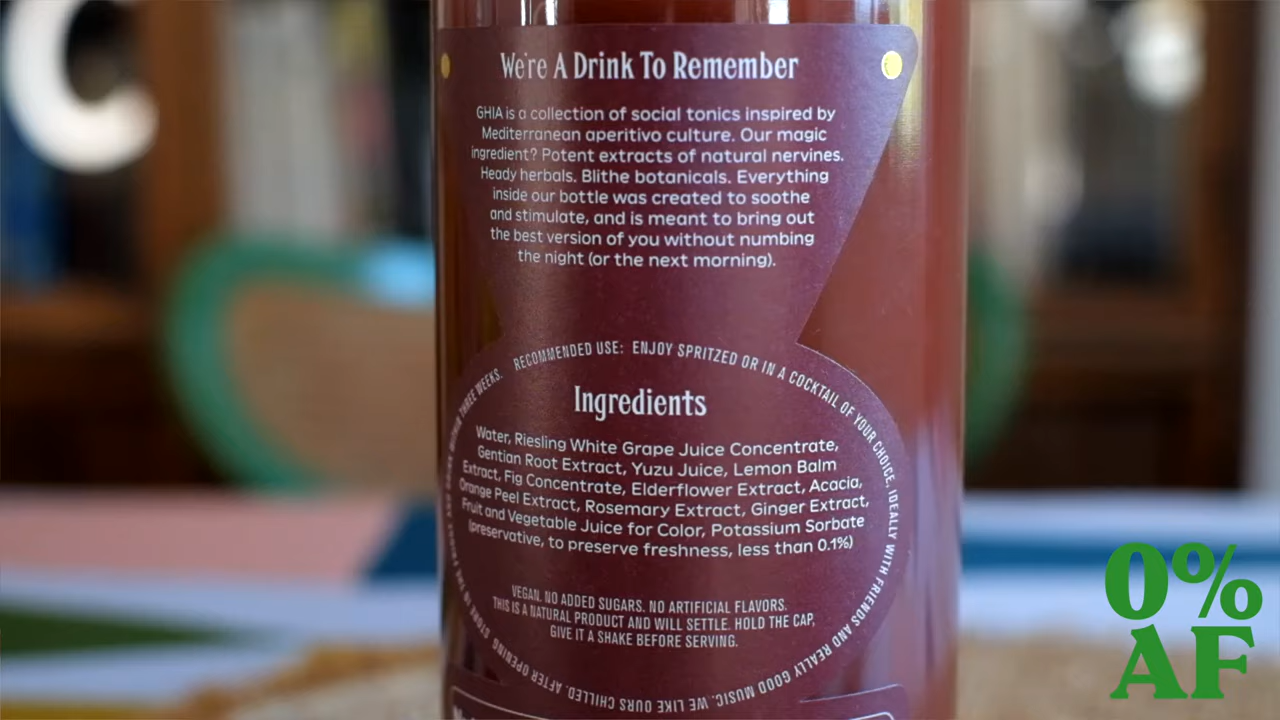 We're A Drink To Remember
GHIA is a collection of social tonics inspired by
Mediterranean aperitivo culture. Our magic
ingredient? Potent extracts of natural nervines.
Heady herbals. Blithe botanicals. Everything
inside our bottle was created to soothe
and stimulate, and is meant to bring out
the best version of you without numbing
the night (or the next morning).
RECOMMENDED USE: ENJOY SPRITZED OR IN A COCKTAIL OF YOUR CHOICE, IDEALLY WITH FRIENDS AND REALLY GOOD MUSIC. WE LIKE OURS CHILLED. AFTER OPENING, STORE IN THE THREE WEEKS.
Ingredients
Water, Riesling White Grape Juice Concentrate,
Gentian Root Extract, Yuzu Juice, Lemon Balm
Extract, Fig Concentrate, Elderflower Extract, Acacia,
Orange Peel Extract, Rosemary Extract, Ginger Extract,
Fruit and Vegetable Juice for Color, Potassium Sorbate
(preservative, to preserve freshness, less than 0.1%)
VEGAN. NO ADDED SUGARS. NO ARTIFICIAL FLAVORS.
THIS IS A NATURAL PRODUCT AND WILL SETTLE. HOLD THE CAP,
GIVE IT A SHAKE BEFORE SERVING.
0%
AF